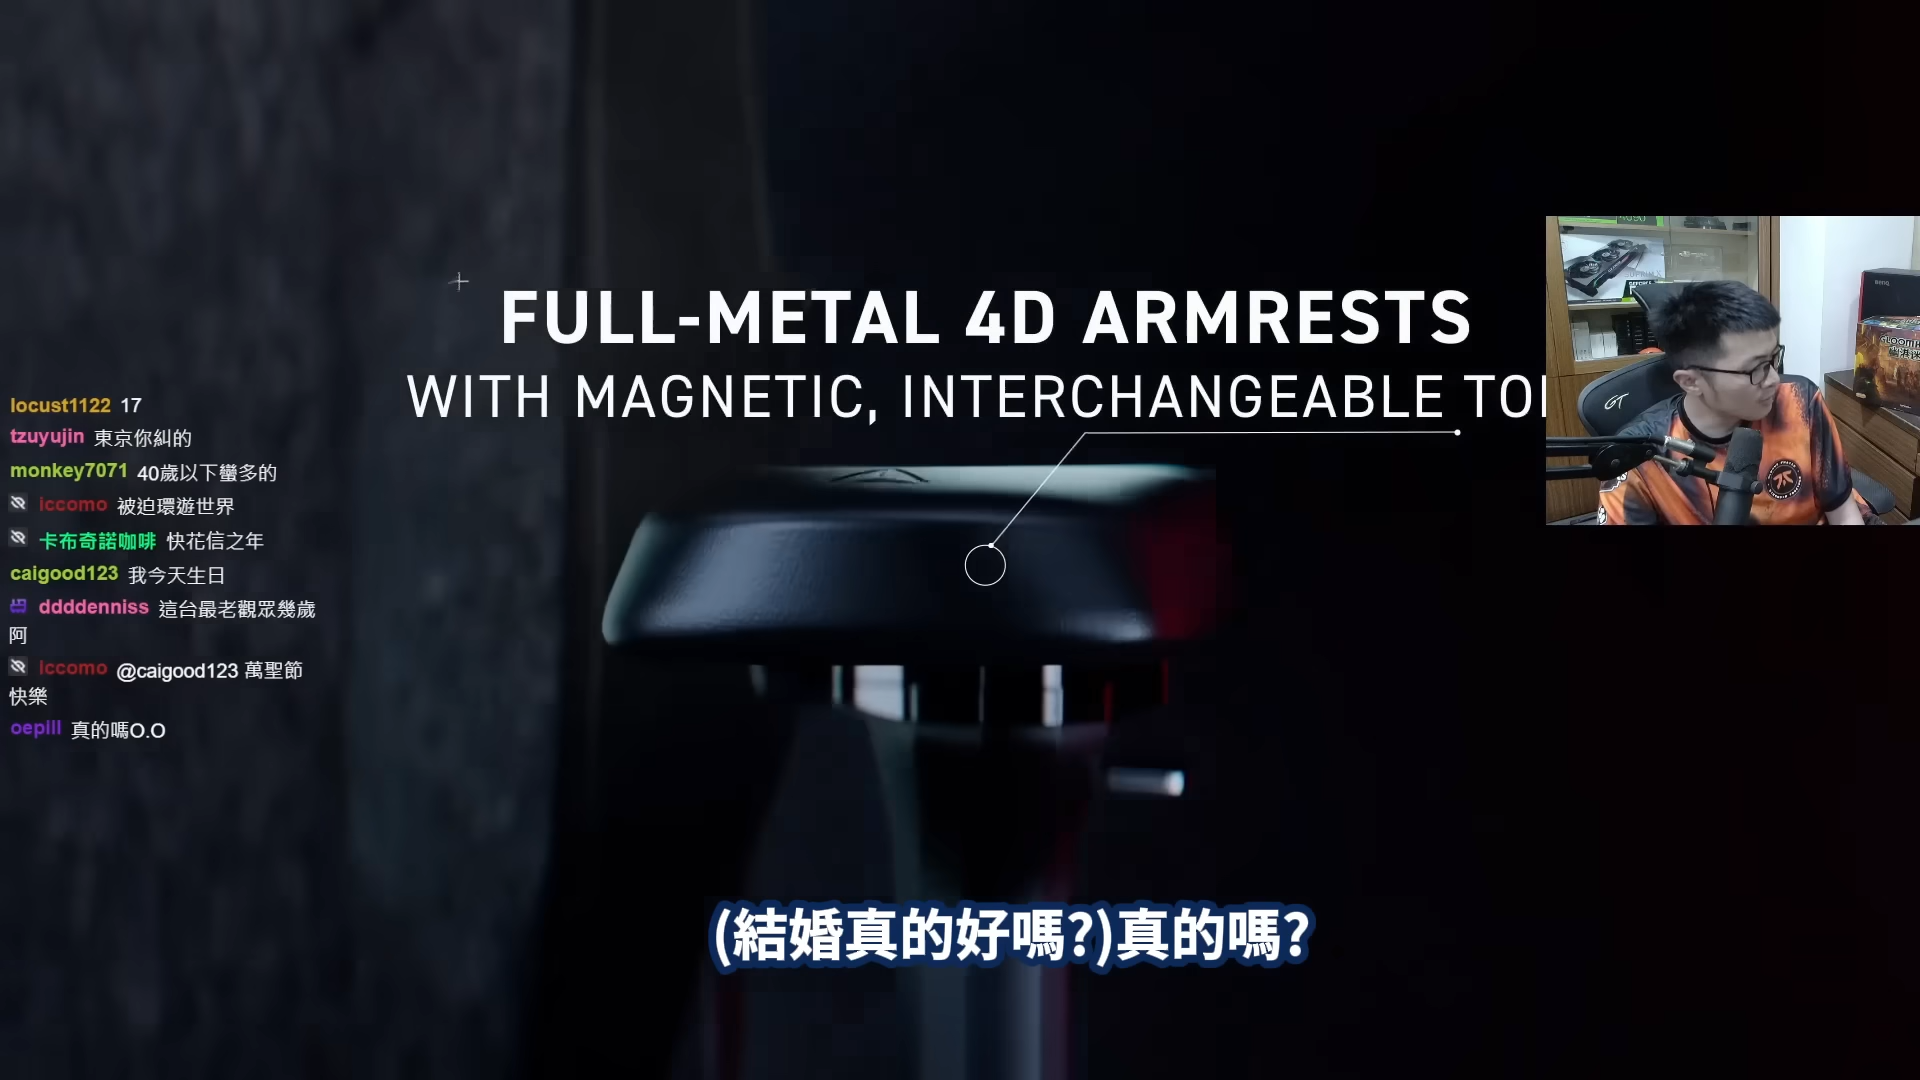 FULL-METAL 4D ARMRESTS
WITH MAGNETIC, INTERCHANGEABLE TO
locust1122 17
tzuyujin 東京你糾的
monkey7071 40歲以下蠻多的
iccomo 被迫環遊世界
卡布奇諾咖啡 快花信之年
caigood123 我今天生日
ddddenniss 這台最老觀眾幾歲
阿
iccomo @caigood123 萬聖節
快樂
oepill 真的嗎O.O
GT
(結婚真的好嗎?)真的嗎?